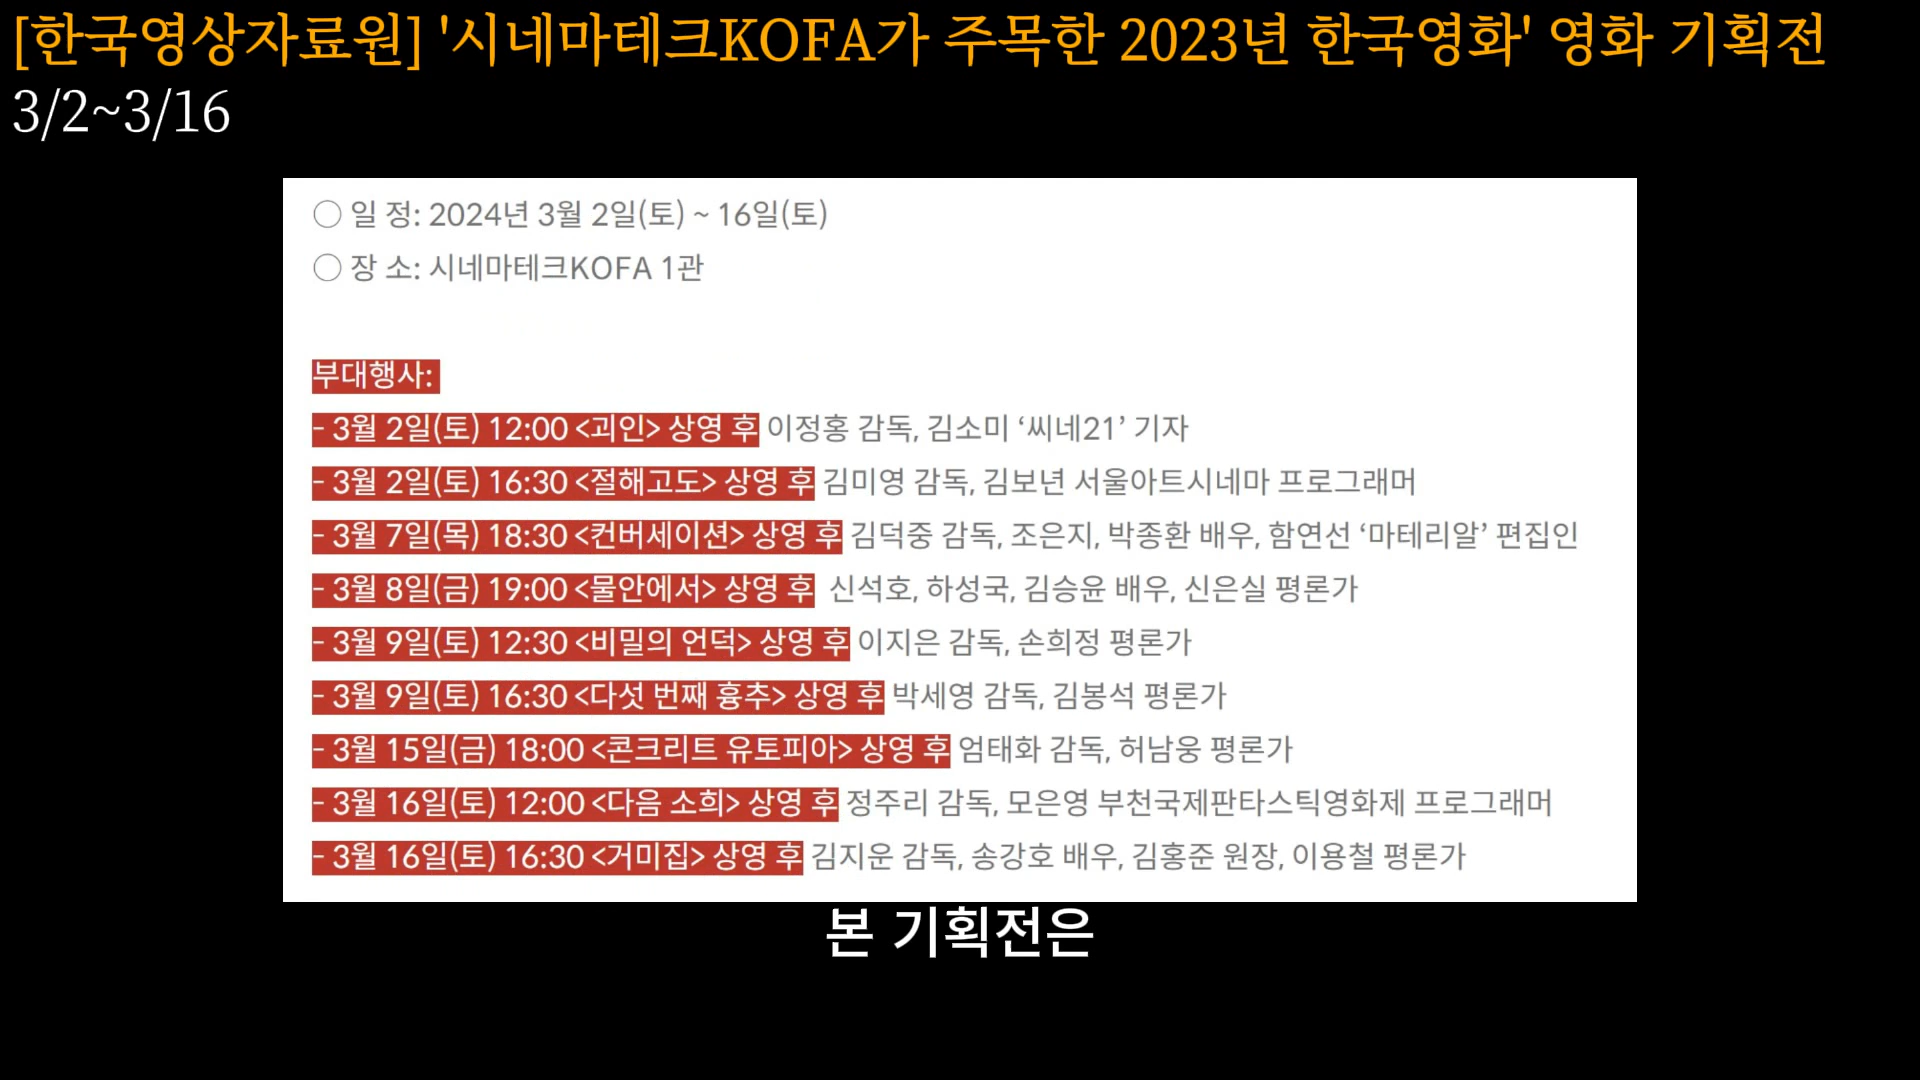 [한국영상자료원] '시네마테크KOFA가 주목한 2023년 한국영화' 영화 기획전
3/2~3/16
○ 일 정: 2024년 3월 2일(토) ~ 16일(토)
○ 장 소: 시네마테크KOFA 1관
부대행사:
- 3월 2일(토) 12:00 <괴인> 상영 후 이정홍 감독, 김소미 ‘씨네21’ 기자
- 3월 2일(토) 16:30 <절해고도> 상영 후 김미영 감독, 김보년 서울아트시네마 프로그래머
- 3월 7일(목) 18:30 <컨버세이션> 상영 후 김덕중 감독, 조은지, 박종환 배우, 함연선 ‘마테리알’ 편집인
- 3월 8일(금) 19:00 <물안에서> 상영 후 신석호, 하성국, 김승윤 배우, 신은실 평론가
- 3월 9일(토) 12:30 <비밀의 언덕> 상영 후 이지은 감독, 손희정 평론가
- 3월 9일(토) 16:30 <다섯 번째 흉추> 상영 후 박세영 감독, 김봉석 평론가
- 3월 15일(금) 18:00 <콘크리트 유토피아> 상영 후 엄태화 감독, 허남웅 평론가
- 3월 16일(토) 12:00 <다음 소희> 상영 후 정주리 감독, 모은영 부천국제판타스틱영화제 프로그래머
- 3월 16일(토) 16:30 <거미집> 상영 후 김지운 감독, 송강호 배우, 김홍준 원장, 이용철 평론가
본 기획전은